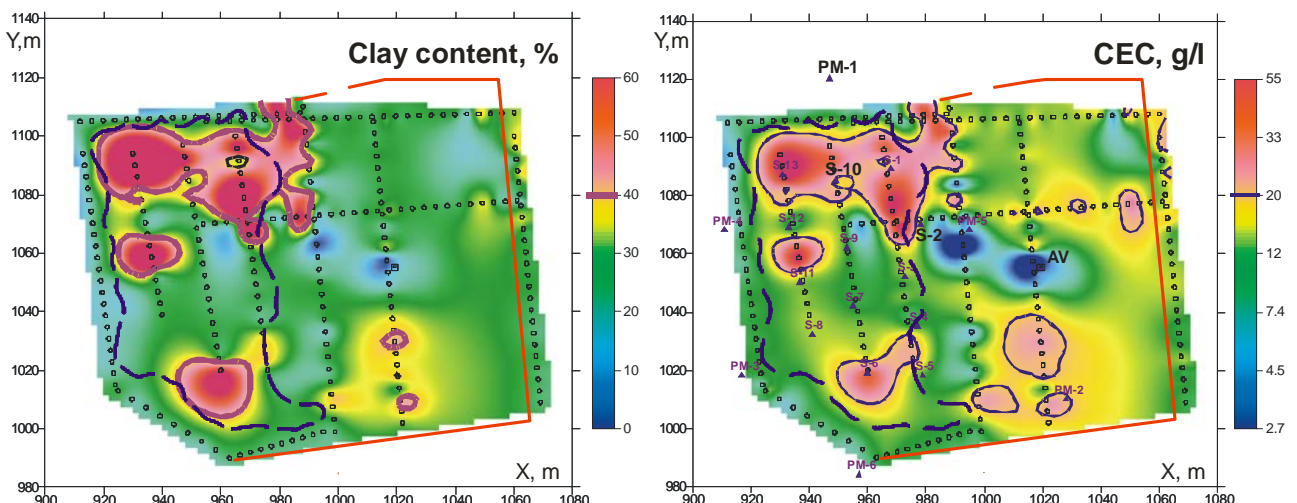 1140
Y,m
Clay content, %
1120
1100
1080
1060
1040
1020
1000
980
X, m
900
920
940
960
980
1000
1020
1040
1060
1080
60
50
40
30
20
10
0
1140
Y,m
CEC, g/l
PM-1
1120
1100
S-13
S-1
S-10
1080
PM-4
S-12
S-2
PM-5
S-9
1060
AV
S-11
S-
1040
S-7
S-8
S-4
1020
PM-3
S-6
S-5
PM-2
1000
980
PM-6
X, m
900
920
940
960
980
1000
1020
1040
1060
1080
55
33
20
12
7.4
4.5
2.7